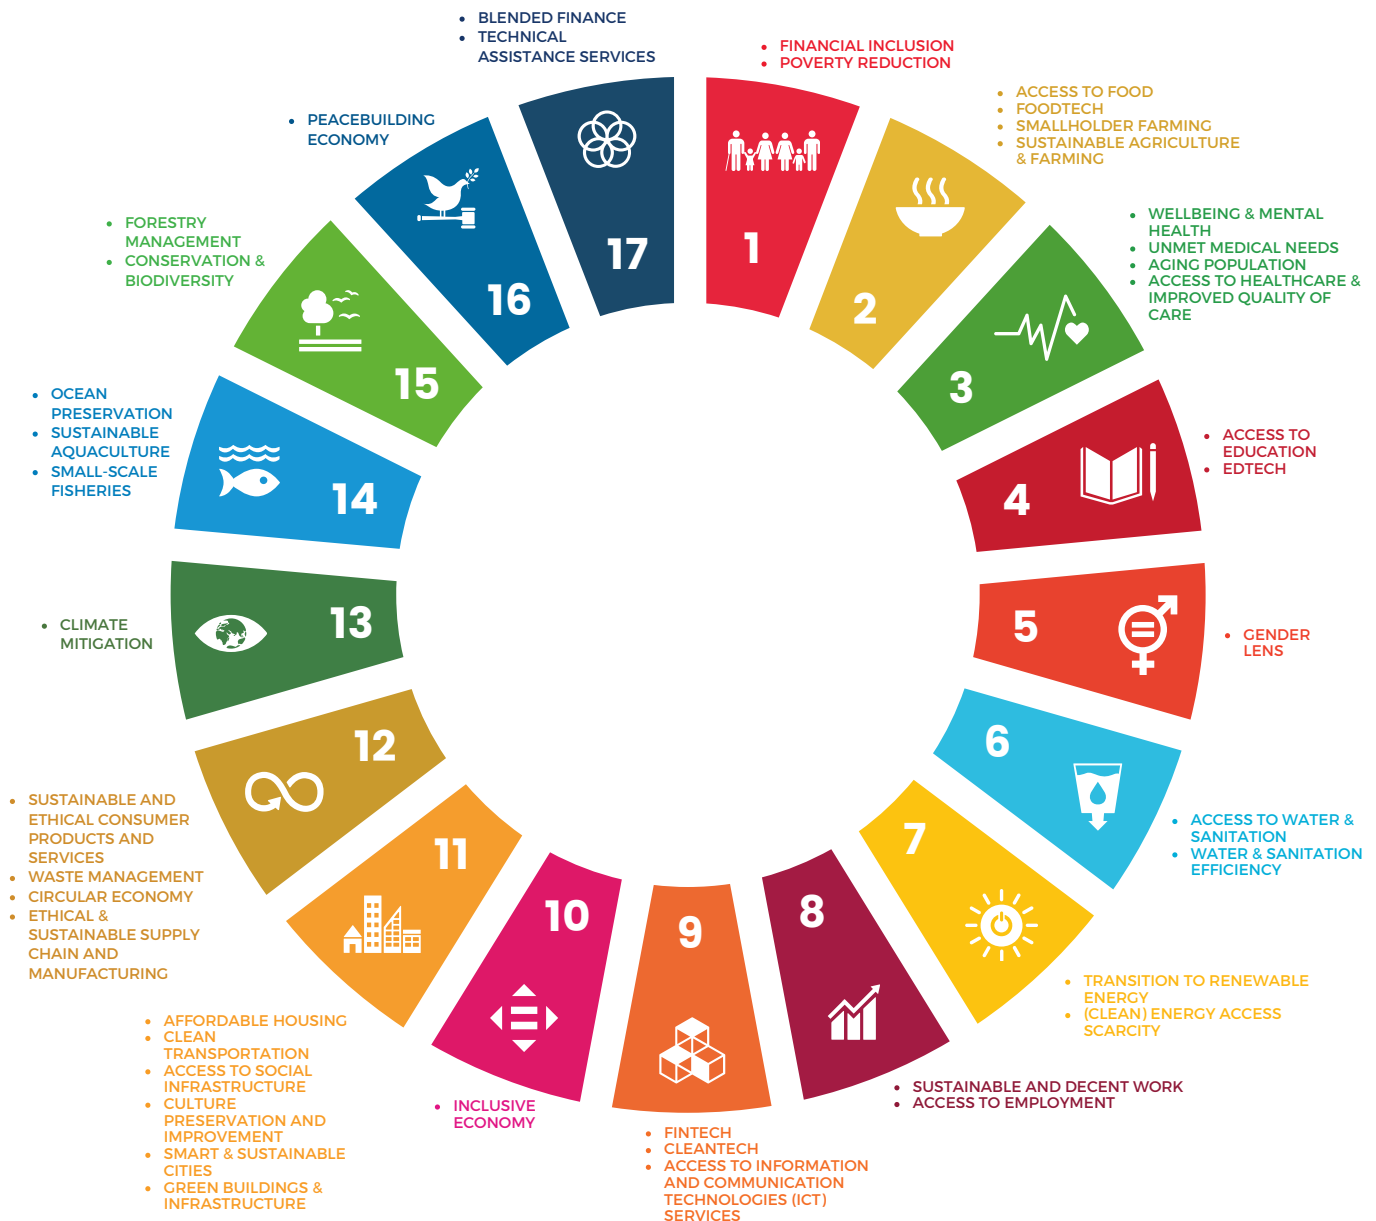 • FINANCIAL INCLUSION
• POVERTY REDUCTION
1
• ACCESS TO FOOD
• FOODTECH
• SMALLHOLDER FARMING
• SUSTAINABLE AGRICULTURE
& FARMING
2
• WELLBEING & MENTAL
HEALTH
• UNMET MEDICAL NEEDS
• AGING POPULATION
• ACCESS TO HEALTHCARE &
IMPROVED QUALITY OF
CARE
3
• ACCESS TO
EDUCATION
• EDTECH
4
• GENDER
LENS
5
• ACCESS TO WATER &
SANITATION
• WATER & SANITATION
EFFICIENCY
6
• TRANSITION TO RENEWABLE
ENERGY
• (CLEAN) ENERGY ACCESS
SCARCITY
7
• SUSTAINABLE AND DECENT WORK
• ACCESS TO EMPLOYMENT
8
• FINTECH
• CLEANTECH
• ACCESS TO INFORMATION
AND COMMUNICATION
TECHNOLOGIES (ICT)
SERVICES
9
• INCLUSIVE
ECONOMY
10
• AFFORDABLE HOUSING
• CLEAN
TRANSPORTATION
• ACCESS TO SOCIAL
INFRASTRUCTURE
• CULTURE
PRESERVATION AND
IMPROVEMENT
• SMART & SUSTAINABLE
CITIES
• GREEN BUILDINGS &
INFRASTRUCTURE
11
• SUSTAINABLE AND
ETHICAL CONSUMER
PRODUCTS AND
SERVICES
• WASTE MANAGEMENT
• CIRCULAR ECONOMY
• ETHICAL &
SUSTAINABLE SUPPLY
CHAIN AND
MANUFACTURING
12
• CLIMATE
MITIGATION
13
• OCEAN
PRESERVATION
• SUSTAINABLE
AQUACULTURE
• SMALL-SCALE
FISHERIES
14
• FORESTRY
MANAGEMENT
• CONSERVATION &
BIODIVERSITY
15
• PEACEBUILDING
ECONOMY
16
• BLENDED FINANCE
• TECHNICAL
ASSISTANCE SERVICES
17